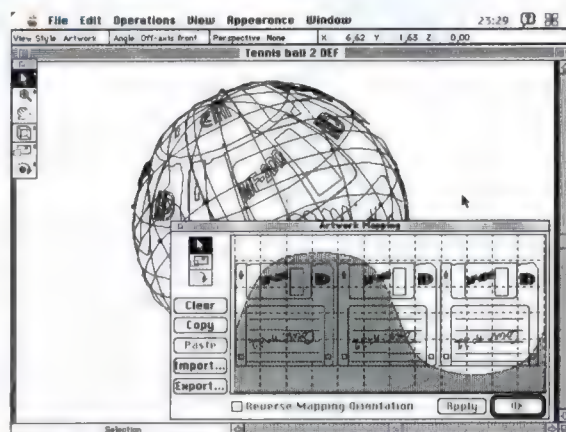 File Edit Operations View Appearance Window 23:29
View Style Artwork Angle Off-axis front Perspective None X 6,62 Y 1,63 Z 0,00
Tennis ball 2 DEF
Artwork Mapping
Clear
Copy
Paste
Import...
Export...
Reverse Mapping Orientation Apply
Selection